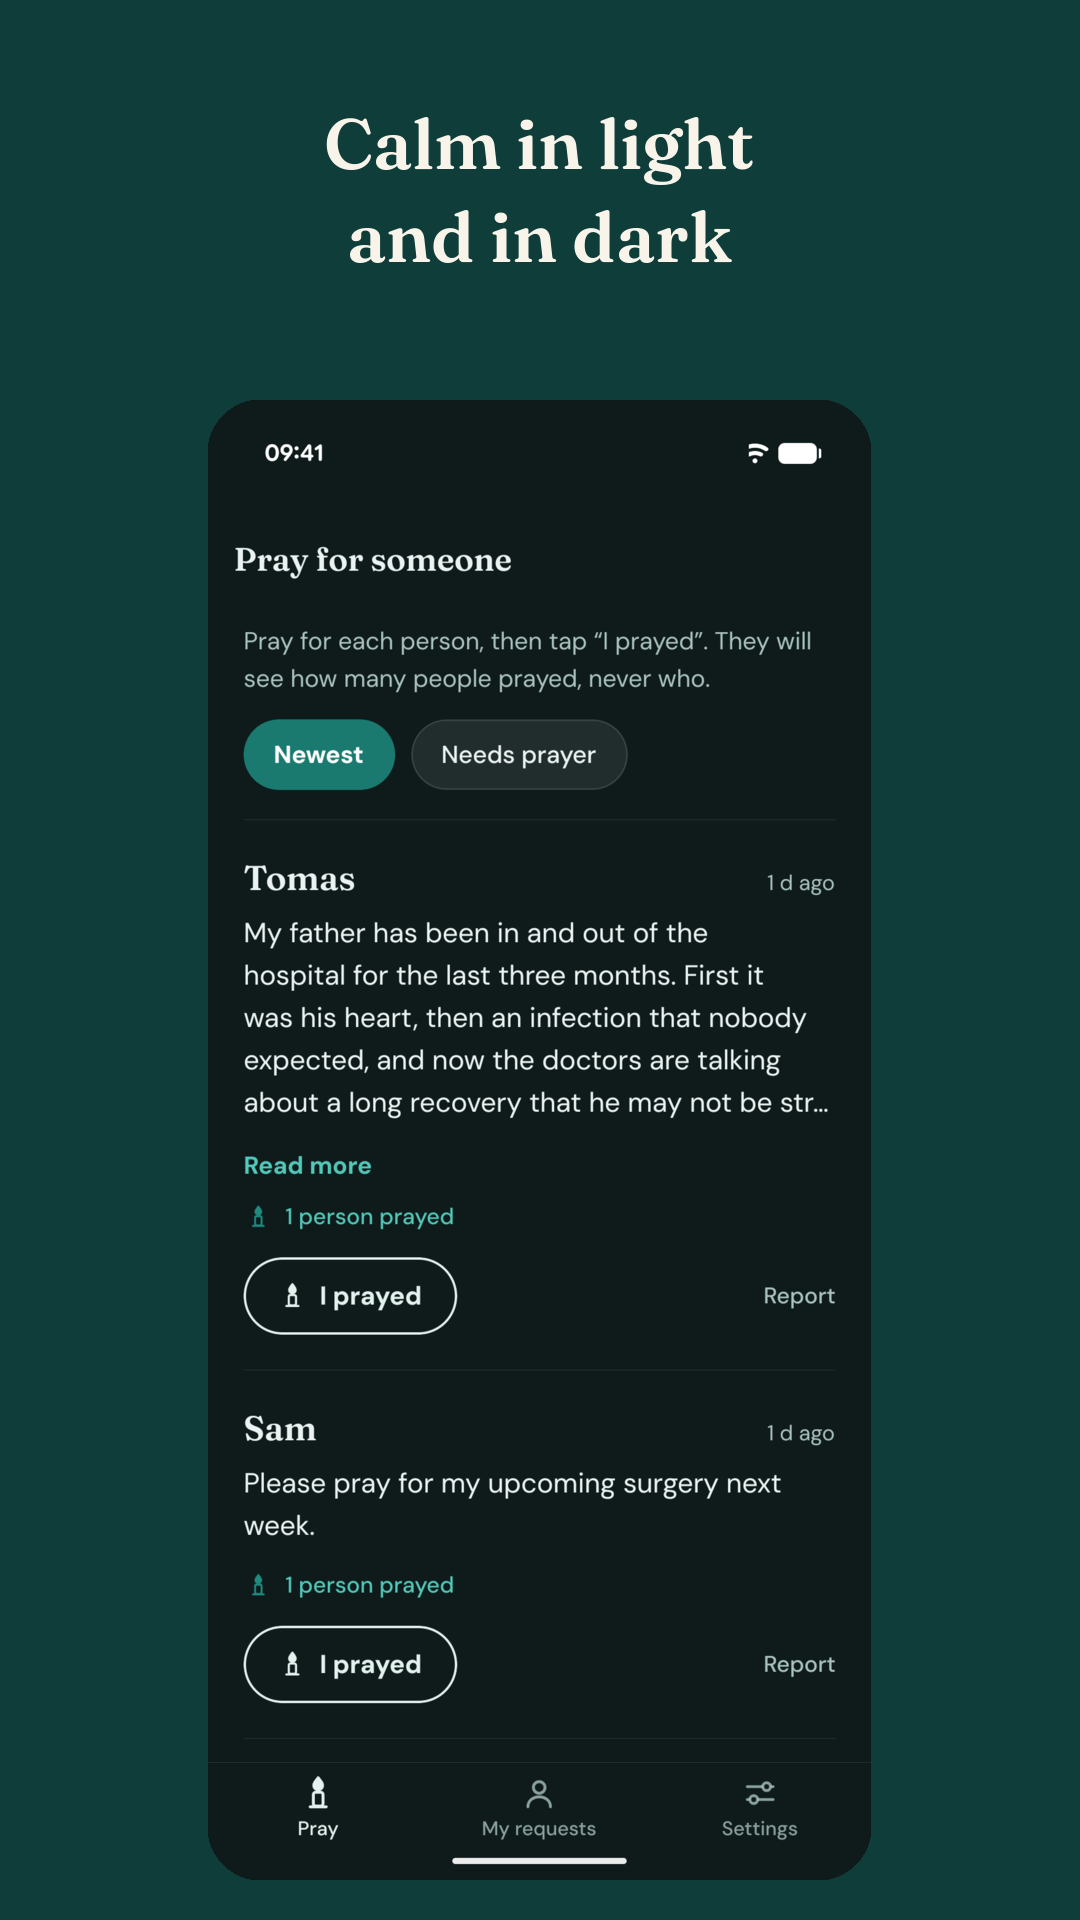 Calm in light
and in dark
09:41
Pray for someone
Pray for each person, then tap “I prayed”. They will
see how many people prayed, never who.
Newest
Needs prayer
Tomas
1 d ago
My father has been in and out of the
hospital for the last three months. First it
was his heart, then an infection that nobody
expected, and now the doctors are talking
about a long recovery that he may not be str...
Read more
1 person prayed
I prayed
Report
Sam
1 d ago
Please pray for my upcoming surgery next
week.
1 person prayed
I prayed
Report
Pray
My requests
Settings